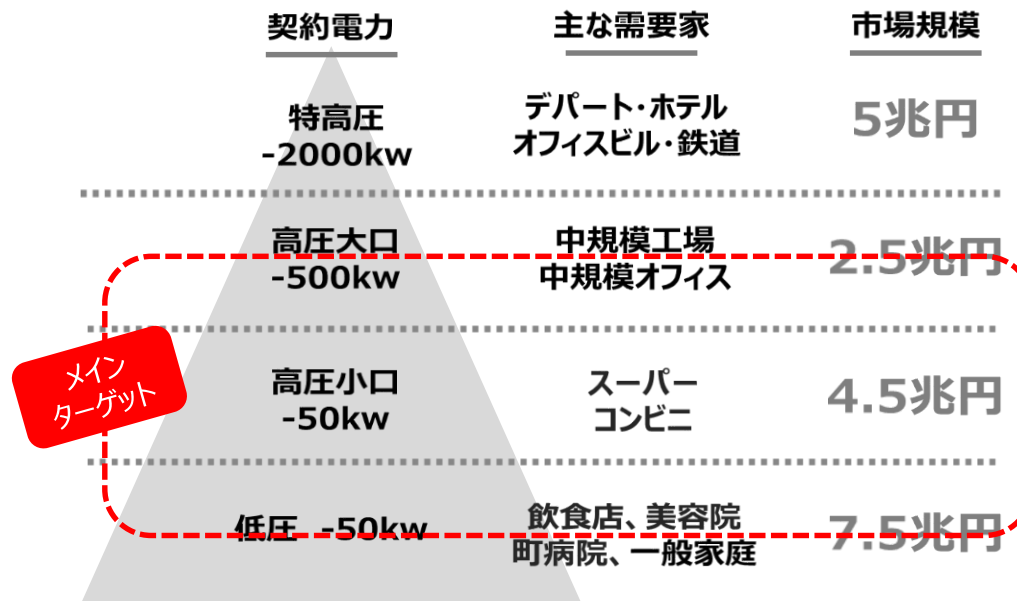 契約電力
主な需要家
市場規模
特高圧
-2000kw
デパート・ホテル
オフィスビル・鉄道
5兆円
高圧大口
-500kw
中規模工場
中規模オフィス
2.5兆円
メイン
ターゲット
高圧小口
-50kw
スーパー
コンビニ
4.5兆円
低圧 -50kw
飲食店、美容院
町病院、一般家庭
7.5兆円